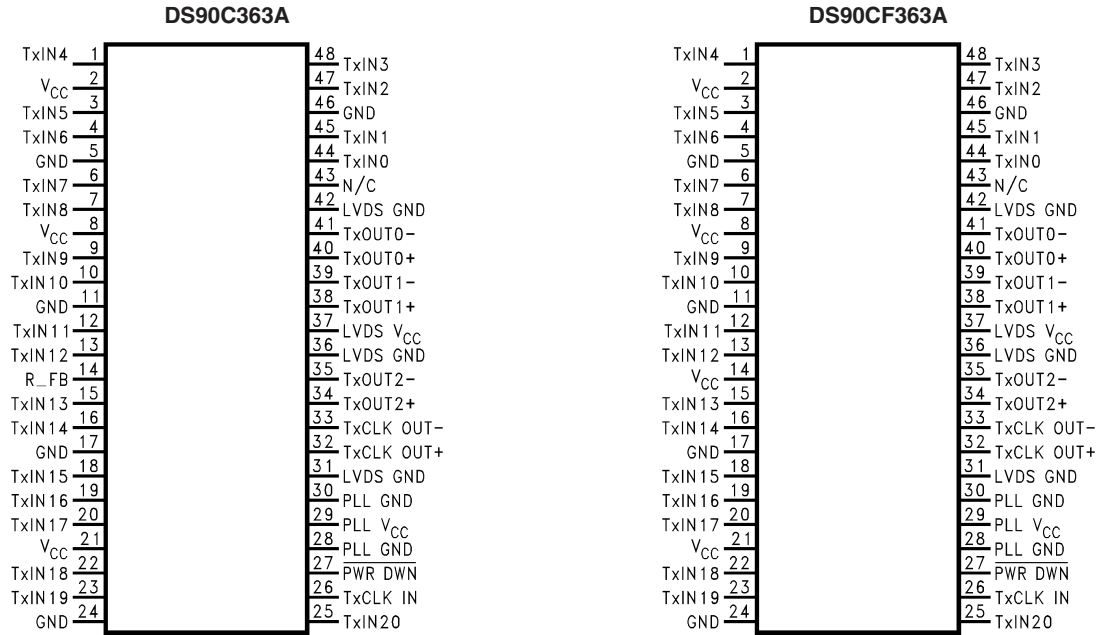 DS90C363A
TxIN4 1
VCC 2
TxIN5 3
TxIN6 4
GND 5
TxIN7 6
TxIN8 7
VCC 8
TxIN9 9
TxIN10 10
GND 11
TxIN11 12
TxIN12 13
R_FB 14
TxIN13 15
TxIN14 16
GND 17
TxIN15 18
TxIN16 19
TxIN17 20
VCC 21
TxIN18 22
TxIN19 23
GND 24
48 TxIN3
47 TxIN2
46 GND
45 TxIN1
44 TxIN0
43 N/C
42 LVDS GND
41 TxOUT0-
40 TxOUT0+
39 TxOUT1-
38 TxOUT1+
37 LVDS VCC
36 LVDS GND
35 TxOUT2-
34 TxOUT2+
33 TxCLK OUT-
32 TxCLK OUT+
31 LVDS GND
30 PLL GND
29 PLL VCC
28 PLL GND
27 PWR DWN
26 TxCLK IN
25 TxIN20
DS90CF363A
TxIN4 1
VCC 2
TxIN5 3
TxIN6 4
GND 5
TxIN7 6
TxIN8 7
VCC 8
TxIN9 9
TxIN10 10
GND 11
TxIN11 12
TxIN12 13
VCC 14
TxIN13 15
TxIN14 16
GND 17
TxIN15 18
TxIN16 19
TxIN17 20
VCC 21
TxIN18 22
TxIN19 23
GND 24
48 TxIN3
47 TxIN2
46 GND
45 TxIN1
44 TxIN0
43 N/C
42 LVDS GND
41 TxOUT0-
40 TxOUT0+
39 TxOUT1-
38 TxOUT1+
37 LVDS VCC
36 LVDS GND
35 TxOUT2-
34 TxOUT2+
33 TxCLK OUT-
32 TxCLK OUT+
31 LVDS GND
30 PLL GND
29 PLL VCC
28 PLL GND
27 PWR DWN
26 TxCLK IN
25 TxIN20